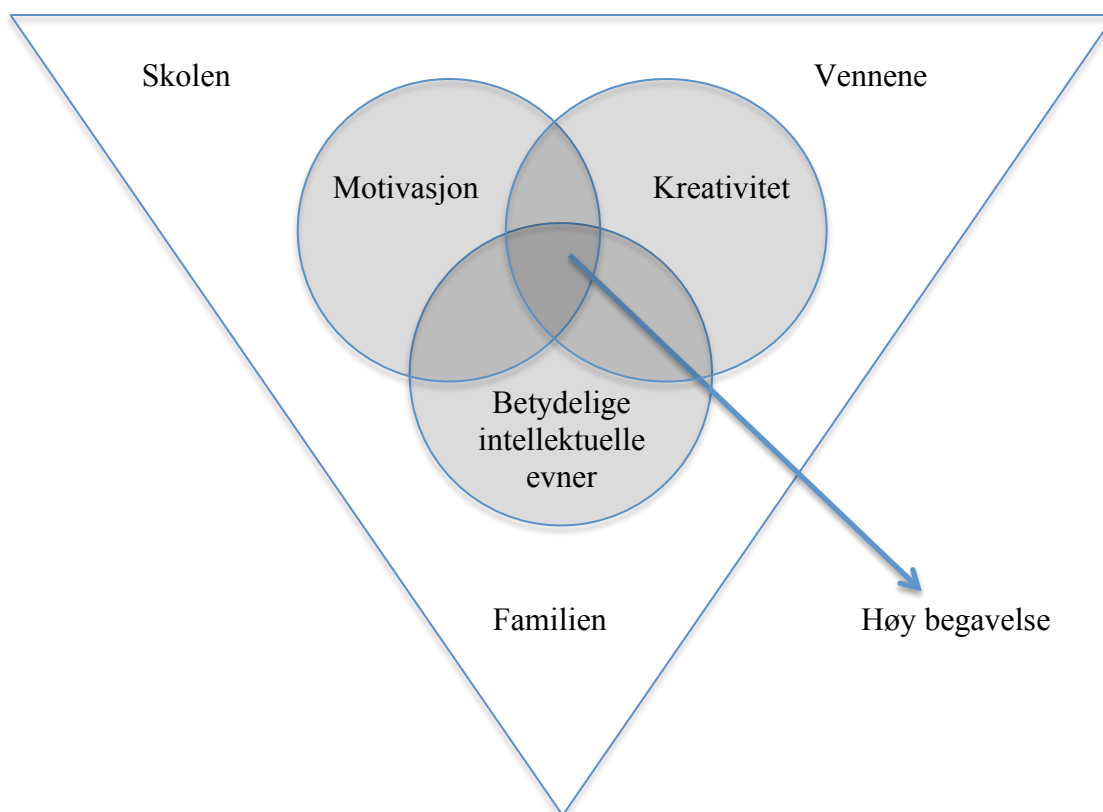 Skolen
Vennene
Motivasjon
Kreativitet
Betydelige
intellektuelle
evner
Familien
Høy begavelse